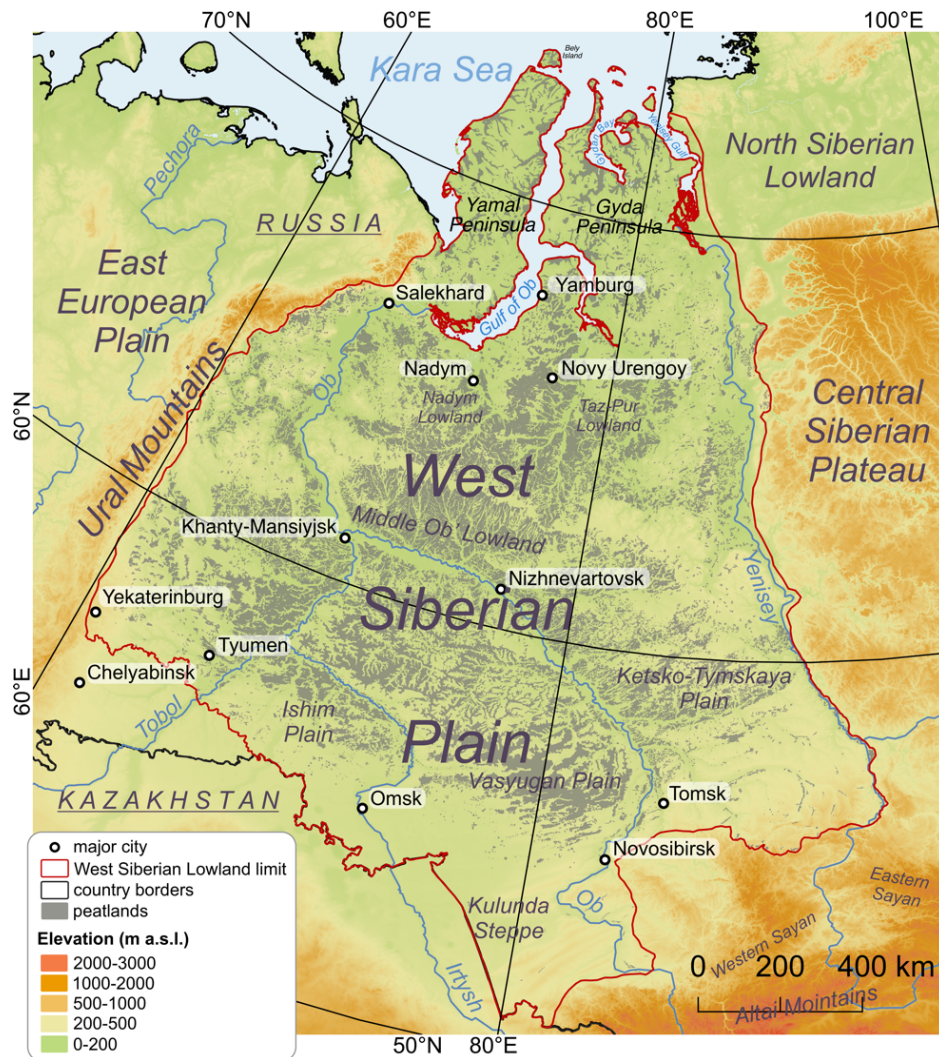 70°N
60°E
80°E
100°E
Bely
Island
Kara Sea
Pechora
Gydan Bay
Yenisey Gulf
North Siberian
Lowland
RUSSIA
Yamal
Peninsula
Gyda
Peninsula
East
European
Plain
Salekhard
Gulf of Ob
Yamburg
Ural Mountains
Ob
Nadym
Nadym
Lowland
Novy Urengoy
Taz-Pur
Lowland
Central
Siberian
Plateau
60°N
West
Khanty-Mansiyjsk
Middle Ob' Lowland
Nizhnevartovsk
Yenisey
Yekaterinburg
Siberian
Tyumen
Chelyabinsk
60°E
Tobol
Ketsko-Tymskaya
Plain
Ishim
Plain
Plain
Vasyugan Plain
KAZAKHSTAN
Omsk
Tomsk
Novosibirsk
Ob
Kulunda
Steppe
Irtysh
Eastern
Sayan
Western Sayan
Altai Mointains
0 200 400 km
major city
West Siberian Lowland limit
country borders
peatlands
Elevation (m a.s.l.)
2000-3000
1000-2000
500-1000
200-500
0-200
50°N
80°E